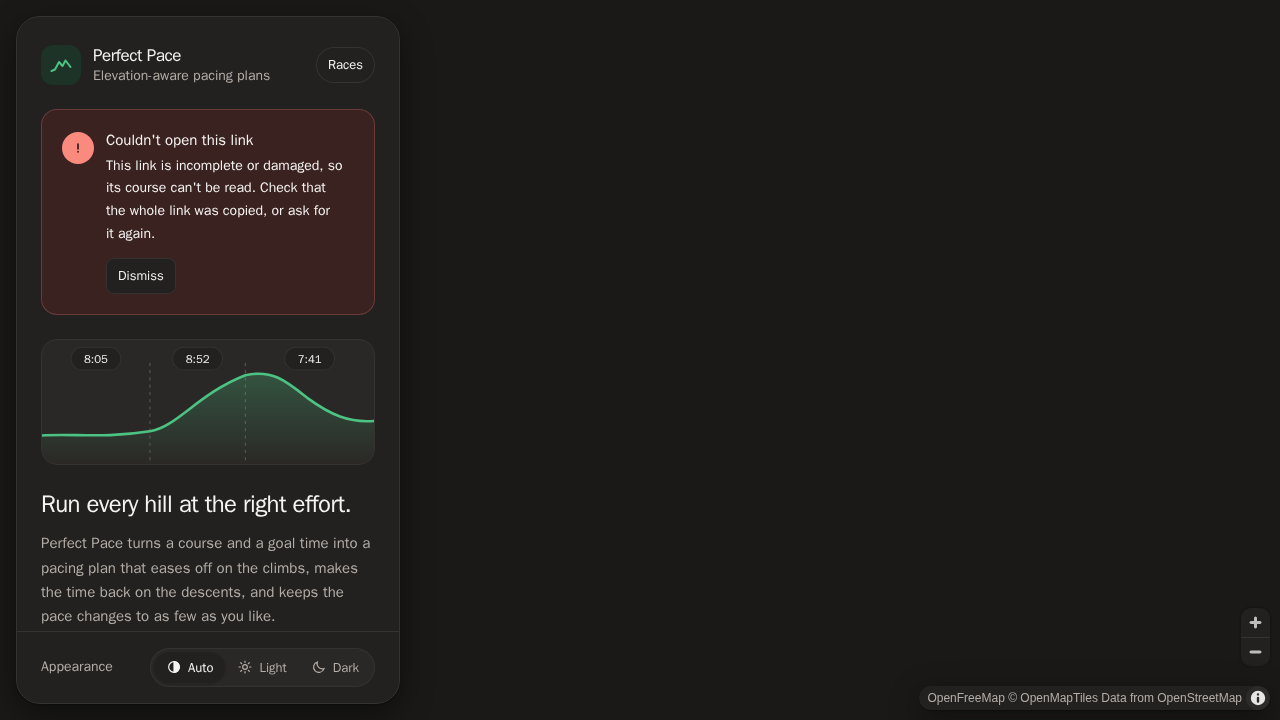 Perfect Pace
Elevation-aware pacing plans
Races
!
Couldn't open this link
This link is incomplete or damaged, so
its course can't be read. Check that
the whole link was copied, or ask for
it again.
Dismiss
8:05
8:52
7:41
Run every hill at the right effort.
Perfect Pace turns a course and a goal time into a
pacing plan that eases off on the climbs, makes
the time back on the descents, and keeps the
pace changes to as few as you like.
Appearance
Auto
Light
Dark
OpenFreeMap © OpenMapTiles Data from OpenStreetMap